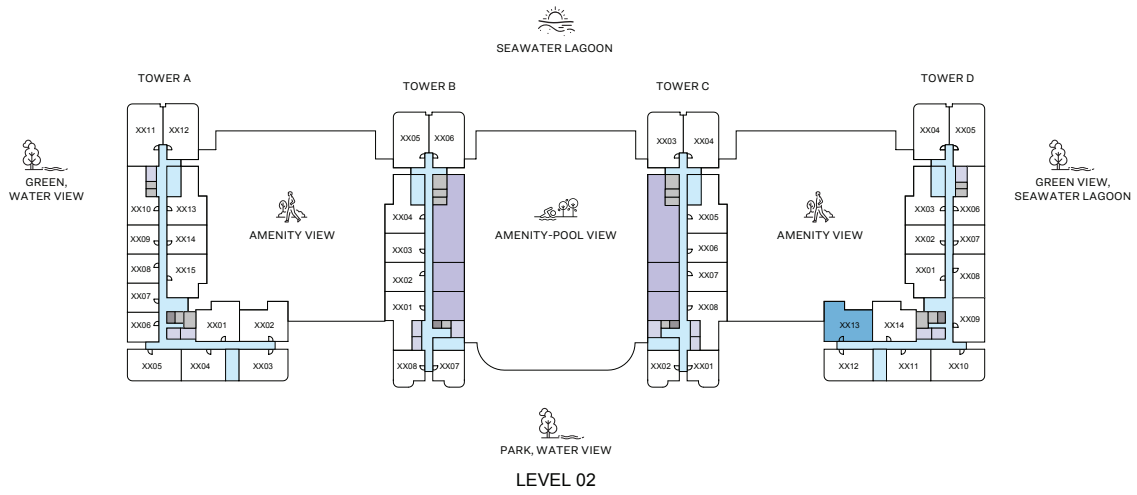 SEAWATER LAGOON
TOWER A
TOWER B
TOWER C
TOWER D
XX11
XX12
XX05
XX06
XX03
XX04
XX04
XX05
GREEN,
WATER VIEW
GREEN VIEW,
SEAWATER LAGOON
XX10
XX13
XX04
XX05
XX03
XX06
AMENITY VIEW
AMENITY-POOL VIEW
AMENITY VIEW
XX09
XX14
XX03
XX06
XX02
XX07
XX08
XX15
XX02
XX07
XX01
XX08
XX07
XX01
XX08
XX06
XX01
XX02
XX13
XX14
XX09
XX05
XX04
XX03
XX08
XX07
XX02
XX01
XX12
XX11
XX10
PARK, WATER VIEW
LEVEL 02